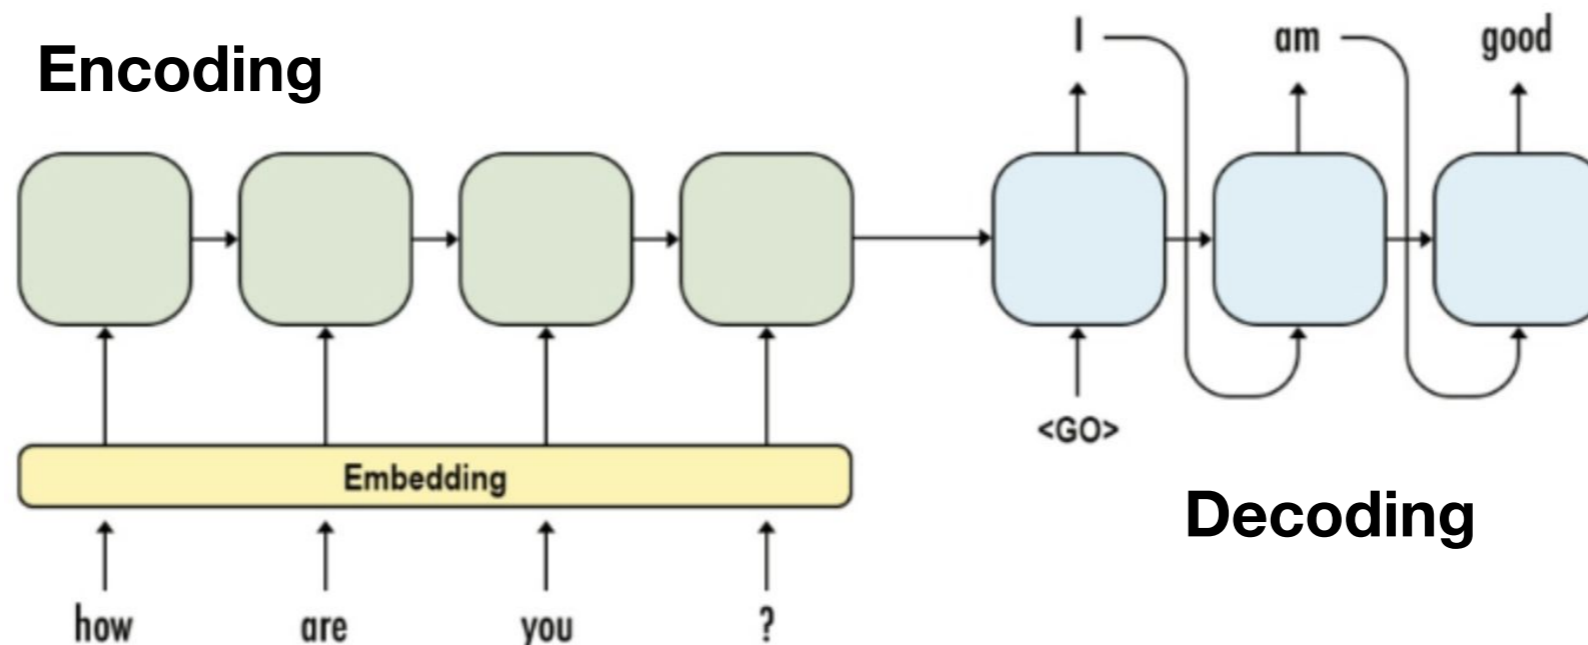 Encoding
I am good
<GO>
Embedding
Decoding
how are you ?